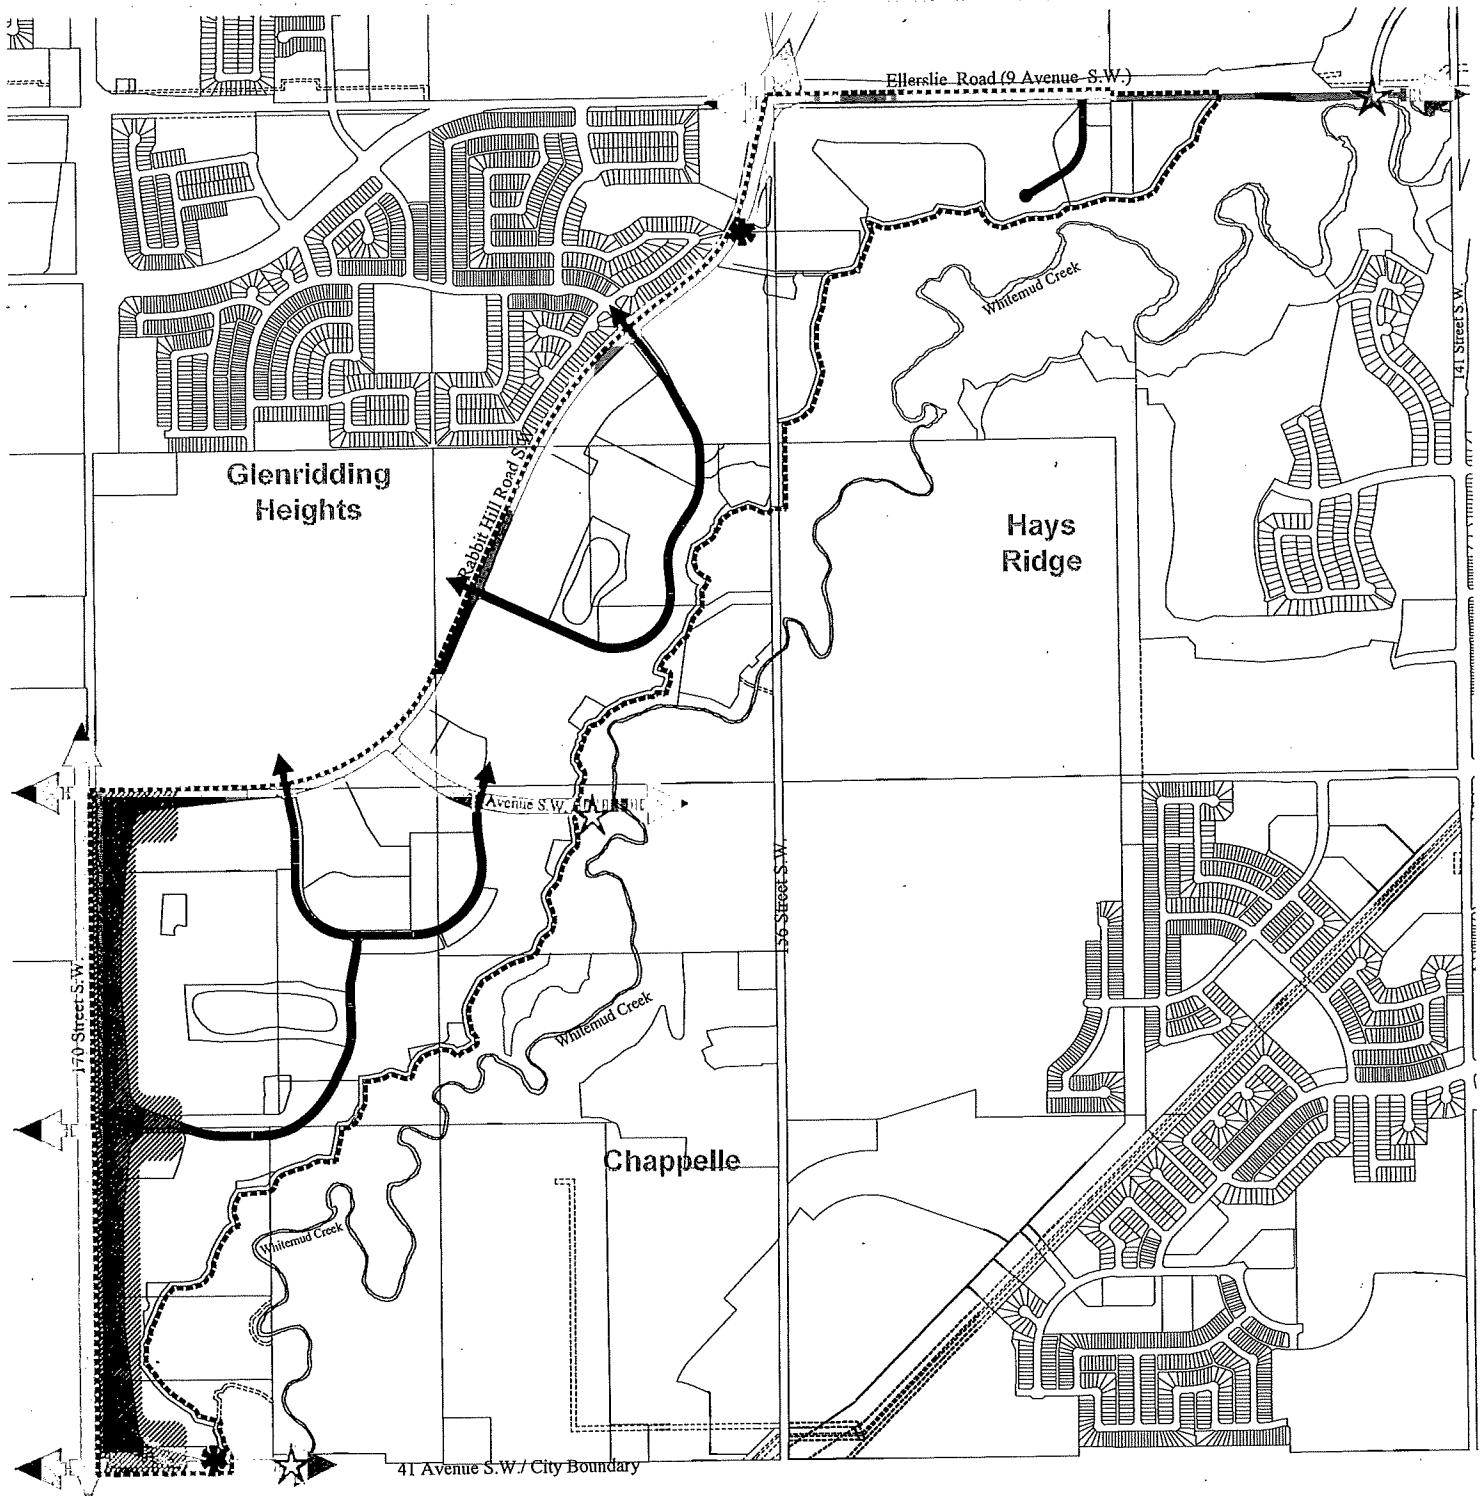 Ellerslie Road (9 Avenue S.W.)
Whitemud Creek
141 Street S.W.
Glenridding
Heights
Rabbit Hill Road S.W.
Hays
Ridge
Avenue S.W.
156 Street S.W.
170 Street S.W.
Whitemud Creek
Chappelle
Whitemud Creek
41 Avenue S.W./ City Boundary